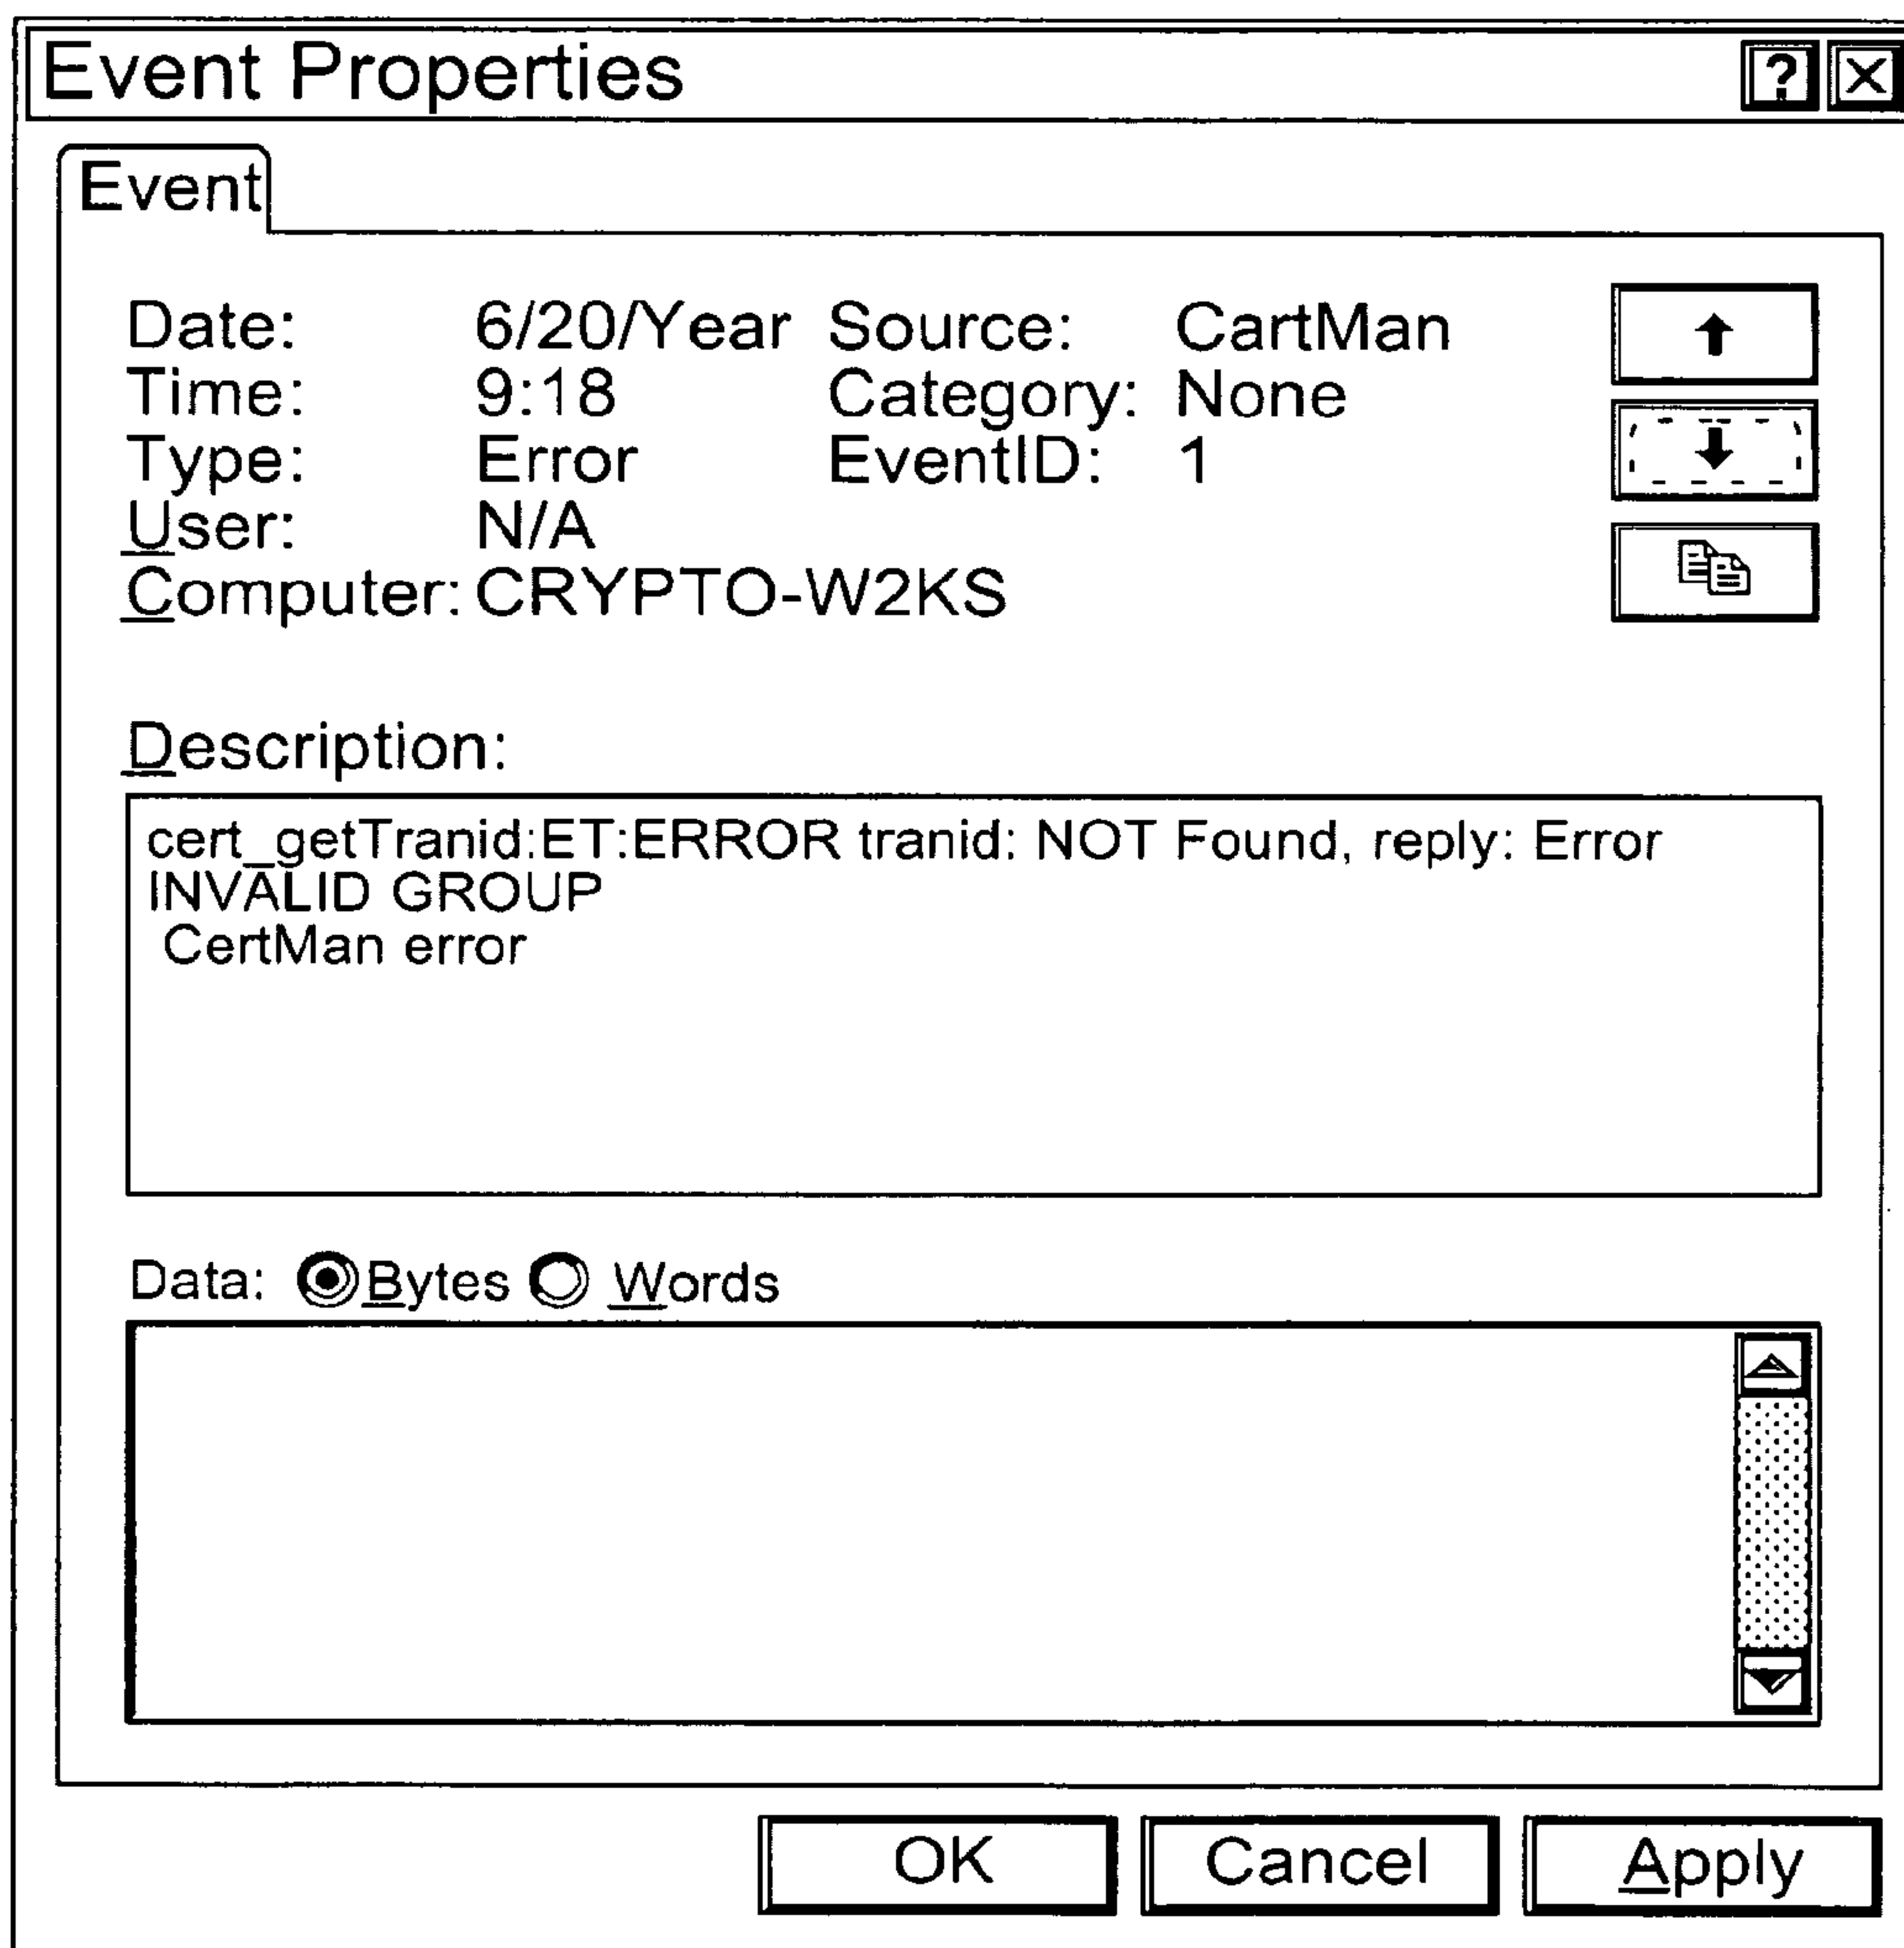 Event Properties ? X
Event
Date: 6/20/Year Source: CartMan
Time: 9:18 Category: None
Type: Error EventID: 1
User: N/A
Computer: CRYPTO-W2KS
Description:
cert_getTranid:ET:ERROR tranid: NOT Found, reply: Error
INVALID GROUP
CertMan error
Data: Bytes Words
OK Cancel Apply